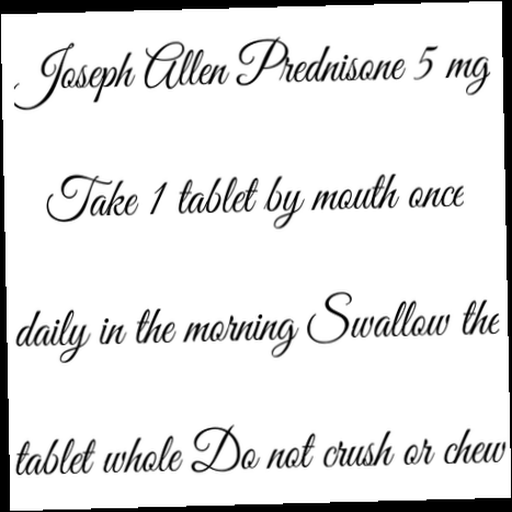 Joseph Allen Prednisone 5 mg
Take 1 tablet by mouth once
daily in the morning Swallow the
tablet whole Do not crush or chew